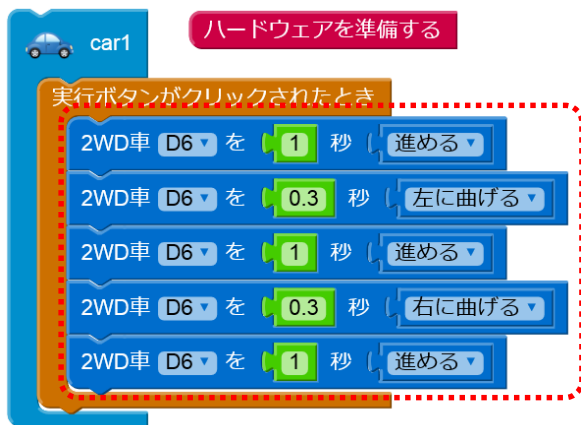 ハードウェアを準備する
car1
実行ボタンがクリックされたとき
2WD車 D6 を 1 秒 進める
2WD車 D6 を 0.3 秒 左に曲げる
2WD車 D6 を 1 秒 進める
2WD車 D6 を 0.3 秒 右に曲げる
2WD車 D6 を 1 秒 進める